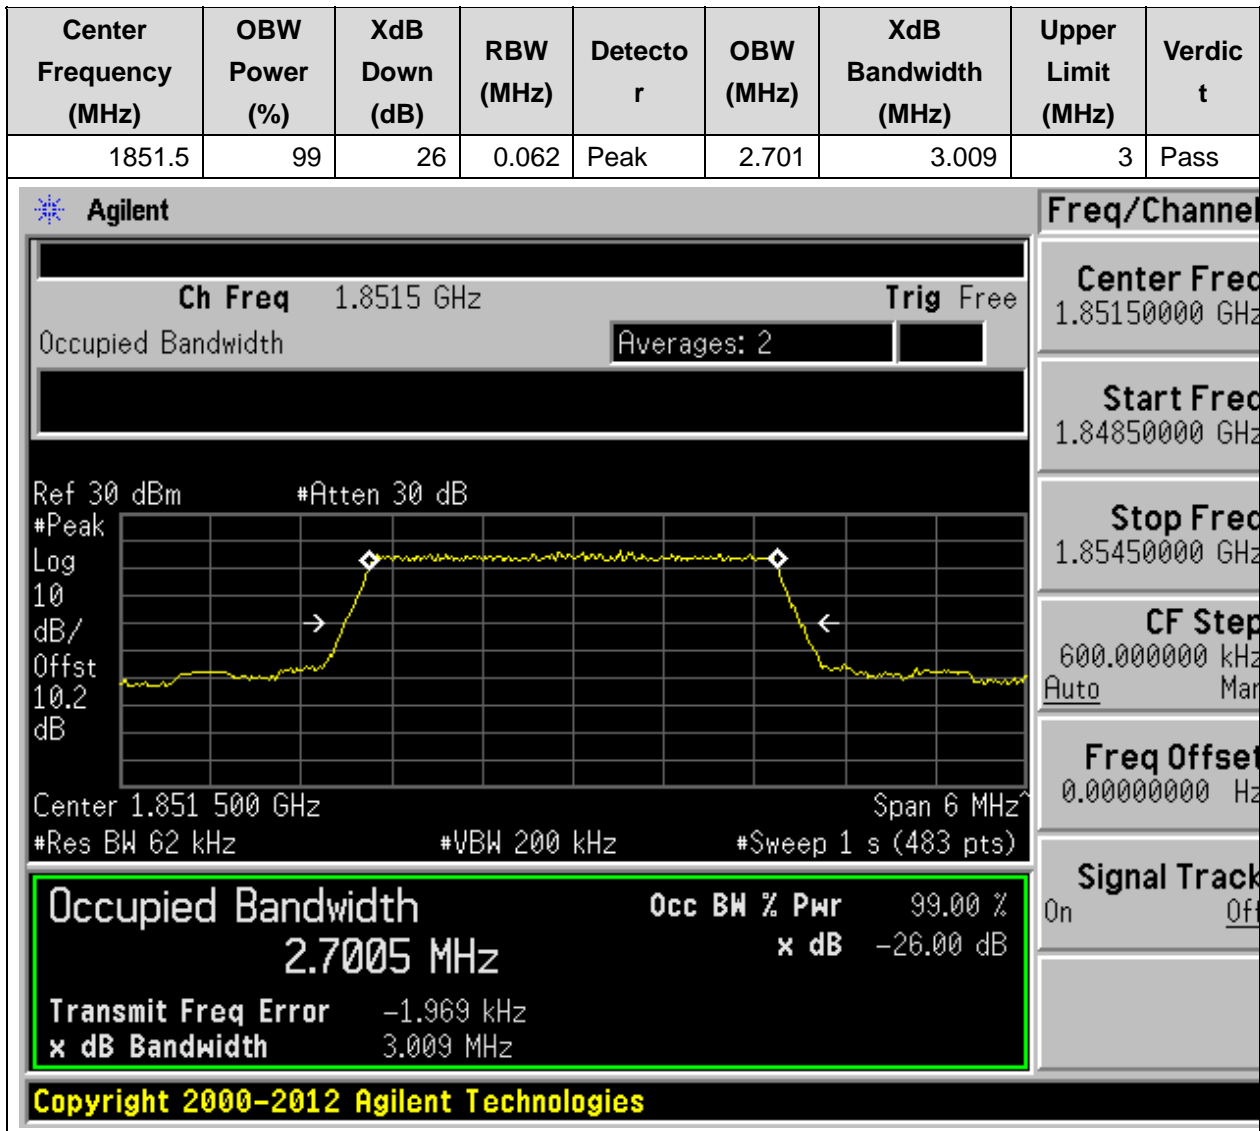 Center Frequency (MHz) OBW Power (%) XdB Down (dB) RBW (MHz) Detecto r OBW (MHz) XdB Bandwidth (MHz) Upper Limit (MHz) Verdic t
1851.5 99 26 0.062 Peak 2.701 3.009 3 Pass
Agilent
Freq/Channel
Ch Freq 1.8515 GHz Trig Free
Occupied Bandwidth Averages: 2
Center Freq
1.85150000 GHz
Start Freq
1.84850000 GHz
Stop Freq
1.85450000 GHz
CF Step
600.000000 kHz
Auto Man
Freq Offset
0.00000000 Hz
Signal Track
On Off
Ref 30 dBm #Atten 30 dB
#Peak
Log
10
dB/
Offst
10.2
dB
Center 1.851 500 GHz Span 6 MHz^
#Res BW 62 kHz #VBW 200 kHz #Sweep 1 s (483 pts)
Occupied Bandwidth Occ BW % Pwr 99.00 %
2.7005 MHz x dB -26.00 dB
Transmit Freq Error -1.969 kHz
x dB Bandwidth 3.009 MHz
Copyright 2000-2012 Agilent Technologies